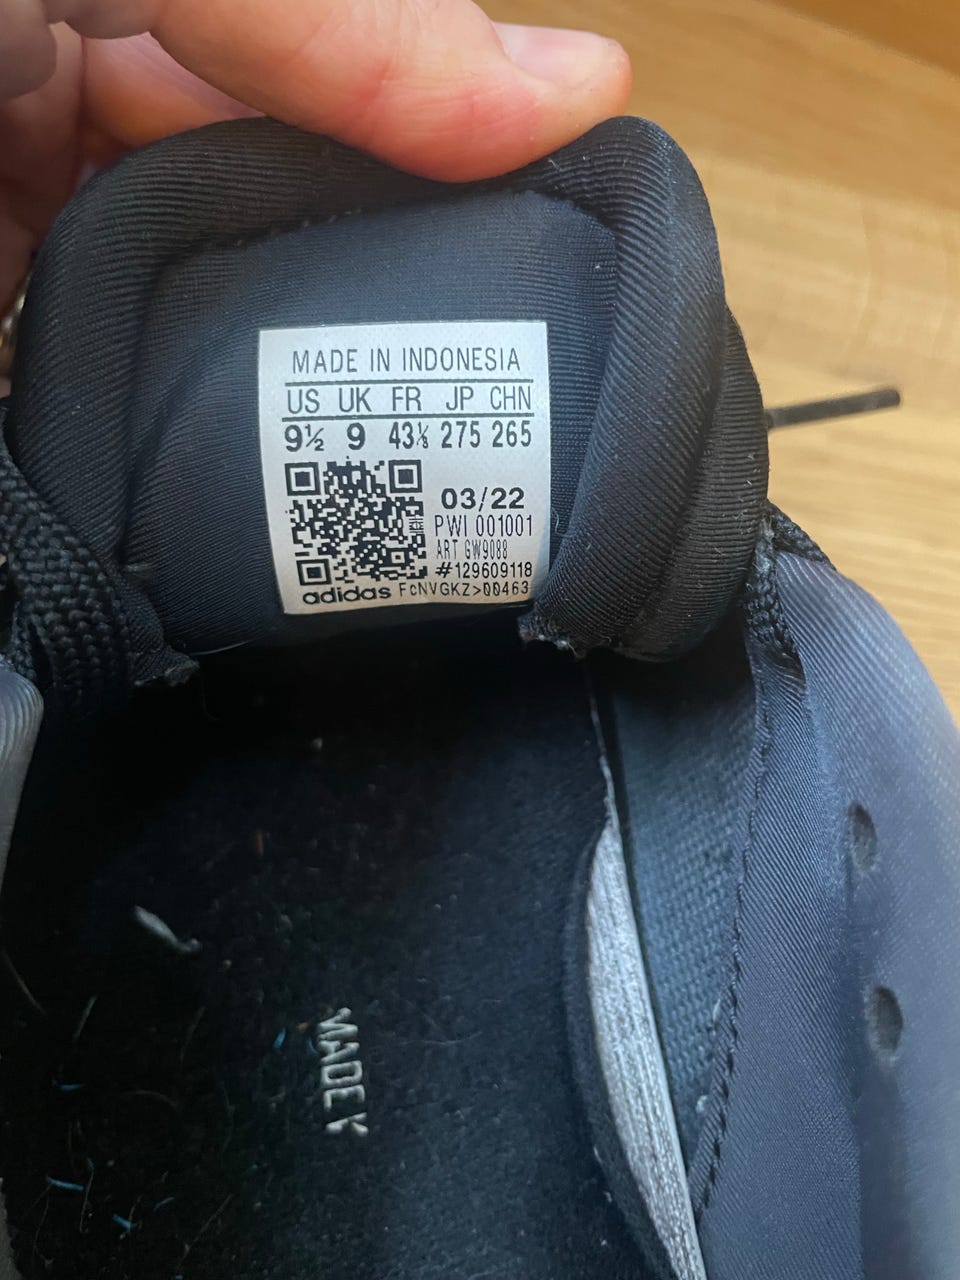 MADE IN INDONESIA
US UK FR JP CHN
9½ 9 43⅓ 275 265
03/22
PWI 001001
ART GW9088
#129609118
adidas FcNVGKZ>00463
MADE